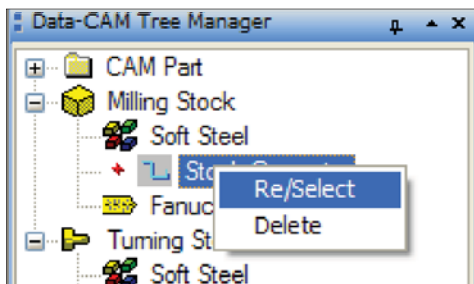 Data-CAM Tree Manager
CAM Part
Milling Stock
Soft Steel
Re/Select
Delete
Soft Steel